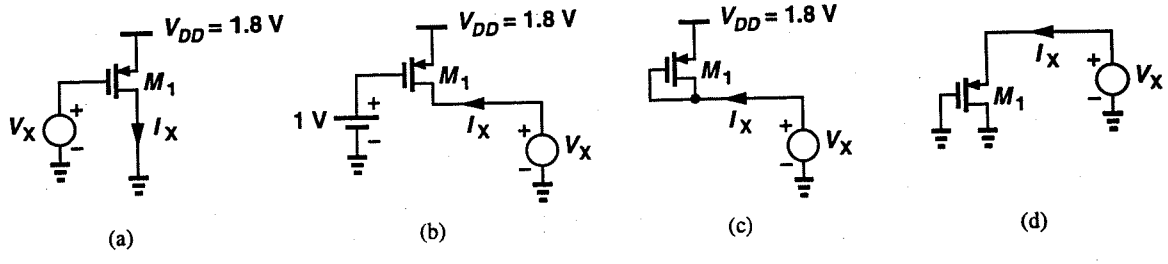 V_DD = 1.8 V
M_1
V_X
+
−
I_X
(a)
V_DD = 1.8 V
M_1
1 V
+
−
I_X
+
−
V_X
(b)
V_DD = 1.8 V
M_1
I_X
+
−
V_X
(c)
I_X
M_1
+
−
V_X
(d)